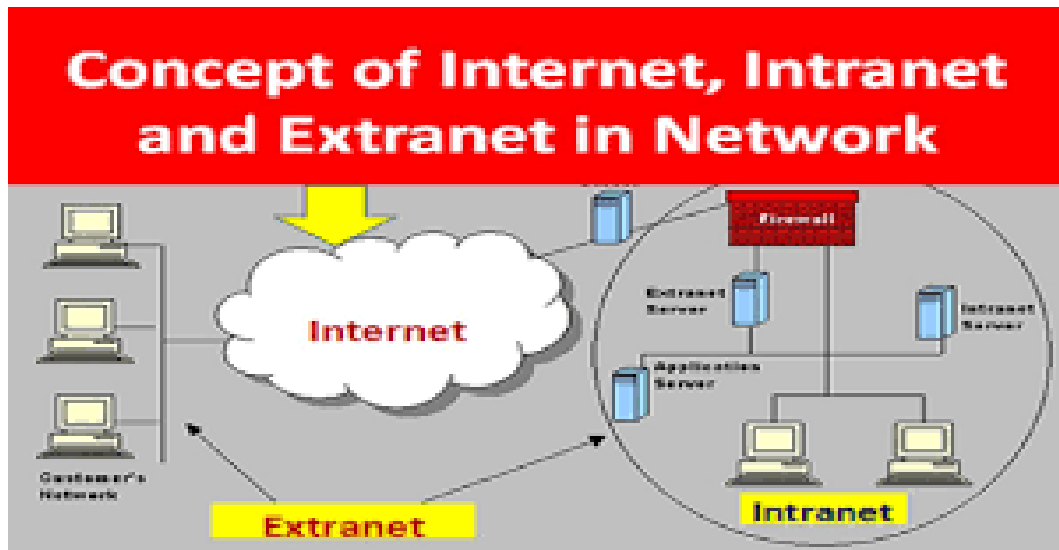 Concept of Internet, Intranet
and Extranet in Network
Firewall
Internet
Extranet
Server
Intranet
Server
Application
Server
Customer's
Network
Extranet
Intranet